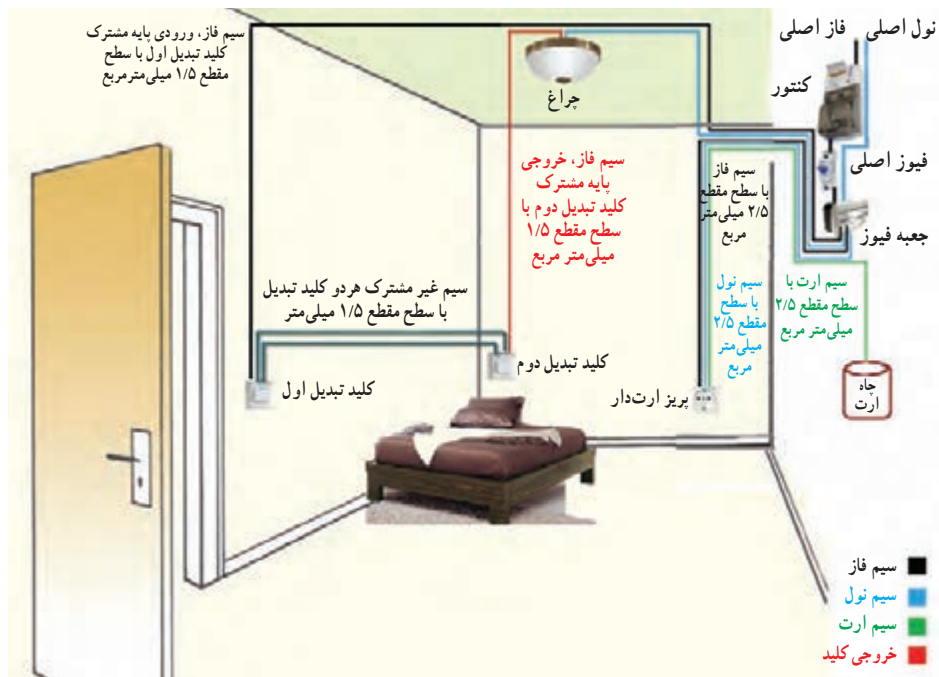 سیم فاز، ورودی پایه مشترک
کلید تبدیل اول با سطح
مقطع ۱/۵ میلی‌مترمربع
چراغ
فاز اصلی
نول اصلی
کنتور
فیوز اصلی
جعبه فیوز
سیم فاز، خروجی
پایه مشترک
کلید تبدیل دوم با
سطح مقطع ۱/۵
میلی‌متر مربع
سیم فاز
با سطح مقطع
۲/۵ میلی‌متر
مربع
سیم نول
با سطح
مقطع ۲/۵
میلی‌متر
مربع
سیم ارت با
سطح مقطع ۲/۵
میلی‌متر مربع
سیم غیر مشترک هردو کلید تبدیل
با سطح مقطع ۱/۵ میلی‌متر
کلید تبدیل اول
کلید تبدیل دوم
پریز ارت‌دار
چاه
ارت
سیم فاز
سیم نول
سیم ارت
خروجی کلید